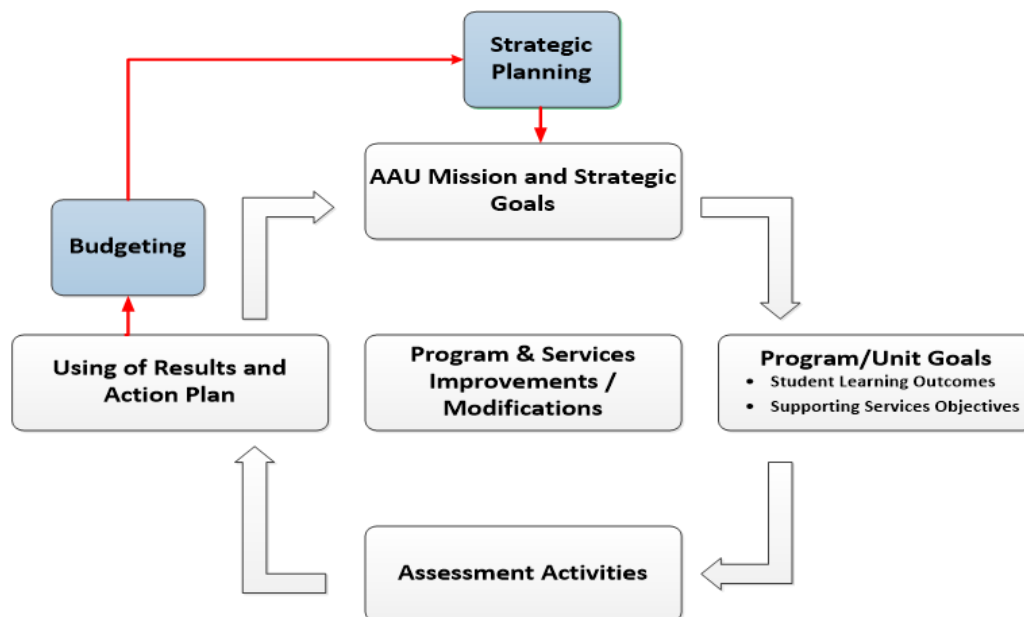 Strategic
Planning
AAU Mission and Strategic
Goals
Budgeting
Using of Results and
Action Plan
Program & Services
Improvements /
Modifications
Program/Unit Goals
• Student Learning Outcomes
• Supporting Services Objectives
Assessment Activities